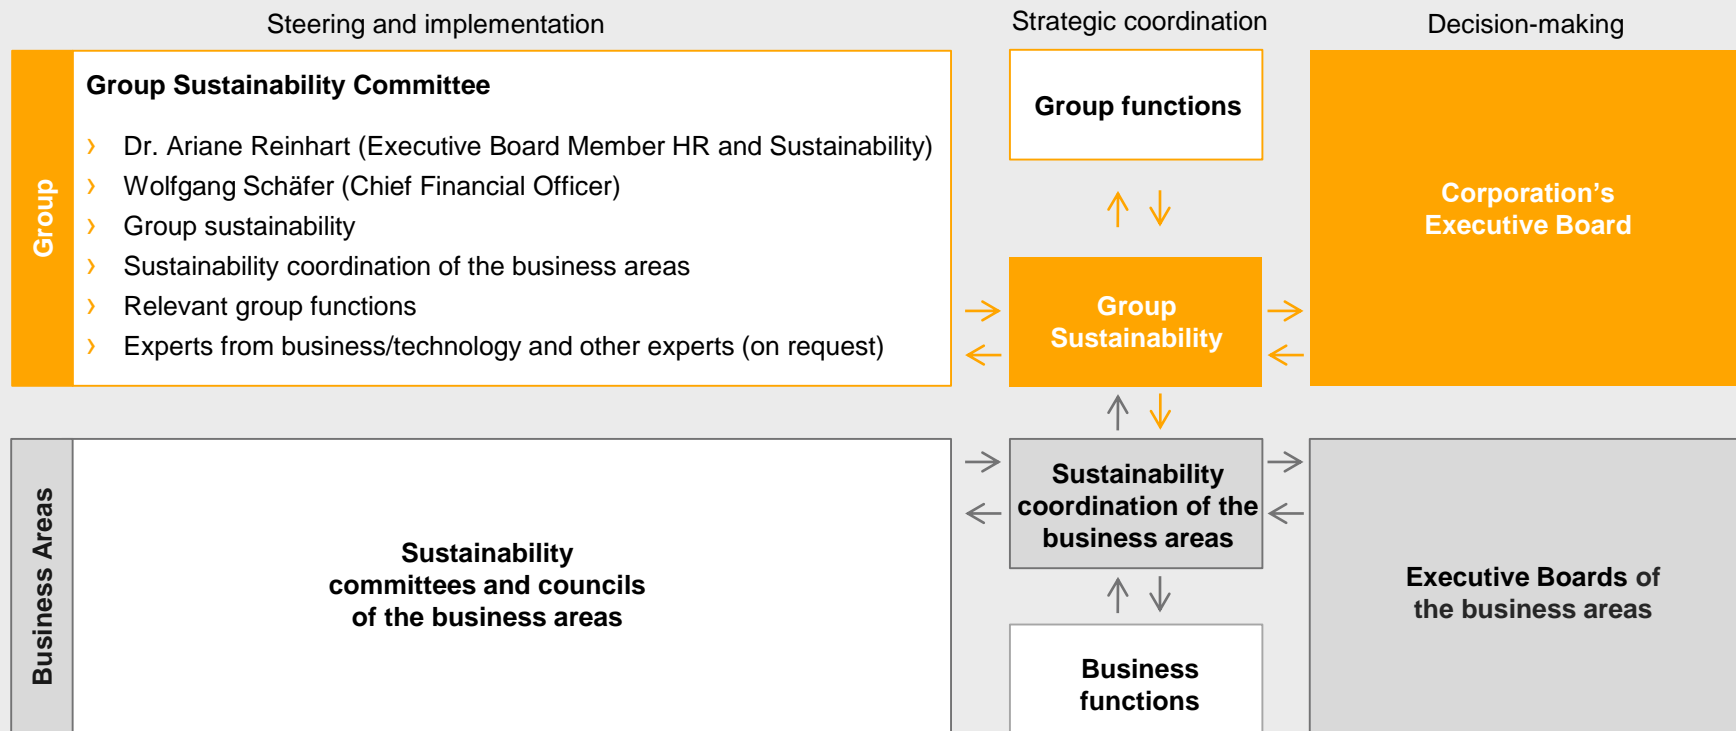 Steering and implementation
Strategic coordination
Decision-making
Group
Group Sustainability Committee
› Dr. Ariane Reinhart (Executive Board Member HR and Sustainability)
› Wolfgang Schäfer (Chief Financial Officer)
› Group sustainability
› Sustainability coordination of the business areas
› Relevant group functions
› Experts from business/technology and other experts (on request)
Group functions
Group
Sustainability
Corporation’s
Executive Board
Business Areas
Sustainability
committees and councils
of the business areas
Sustainability
coordination of the
business areas
Business
functions
Executive Boards of
the business areas